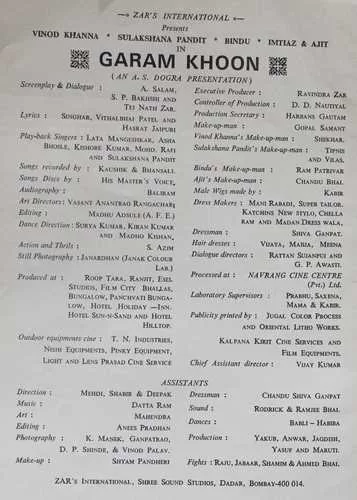 ZAR'S INTERNATIONAL
Presents
VINOD KHANNA * SULAKSHANA PANDIT * BINDU * IMTIAZ & AJIT
IN
GARAM KHOON
(AN A. S. DOGRA PRESENTATION)
Screenplay & Dialogue : A. SALAM,
S. P. BAKHSHI and
TEJ NATH ZAR.
Lyrics : SINGHAR, VITHALBHAI PATEL and
HASRAT JAIPURI
Play-back Singers : LATA MANGESHKAR, ASHA
BHOSLE, KISHORE KUMAR, MOHD. RAFI
and SULAKSHANA PANDIT
Songs recorded by : KAUSHIK & BHANSALI.
Songs Discs by : HIS MASTER'S VOICE,
Audiography : BALIRAM
Art Directors: VASANT ANANTRAO RANGACHARI
Editing : MADHU ADSULE (A. F. E.)
Dance Direction : SURYA KUMAR, KIRAN KUMAR
and MADHO KISHAN,
Action and Thrils : S. AZIM
Still Photography : JANARDHAN (JANAK COLOUR
LAB.)
Produced at : ROOP TARA, RANJIT, ESEL
STUDIOS, FILM CITY BHALLAS,
BUNGALOW, PANCHVATI BUNGA-
LOW, HOTEL HOLIDAY—INN.
HOTEL SUN-N-SAND and HOTEL
HILLTOP.
Outdoor equipments cine : T. N. INDUSTRIES,
NISHI EQUIPMENTS, PINKY EQUIPMENT,
LIGHT and LENS PRASAD CINE SERVICE
Executive Producer : RAVINDRA ZAR
Controller of Production : D. D. NAUTIYAL
Production Secretary : HARBANS GAUTAM
Make-up-man : GOPAL SAMANT
Vinod Khanna's Make-up-man : SHEKHAR.
Sulakshana Pandit's Make-up-man : TIPNIS
and VILAS.
Bindu's Make-up-man : RAM PATRIVAR
Ajit's Makeup-man : CHANDU BHAI.
Male Wigs made by : KABIR
Dress Makers : MANI RABADI, SUPER TAILOR.
KATCHINS NEW STYLO, CHELLA
RAM and MADAN DRESS WALA,
Dressman : SHIVA GANPAT.
Hair dresses : VIJAYA, MARIA, MEENA
Dialogue directors : RATTAN SUJANPUI and
G. P. AWASTI.
Processed at : NAVRANG CINE CENTRE
(Pvt.) Ltd.
Laboratory Supervisors : PRABHU, SAXENA,
MAMA & KABIR.
Publicity printed by : JUGAL COLOR PROCESS
and ORIENTAL LITHO WORKS.
KALPANA KIRIT CINE SERVICES and
FILM EQUIPMENTS.
Chief Assistant director : VIJAY KUMAR
ASSISTANTS
Direction : MEHDI, SHABIR & DEEPAK
Music : DATTA RAM
Art : MAHENDRA
Editing : ANEES PRADHAN
Photography : K. MANEK, GANPATRAO,
D. P. SHINDE, & VINOD PALAV.
Make-up : SHYAM PANDHERI
Dressman : CHANDU SHIVA GANPAT
Sound : RODRICK & RAMJEE BHAI.
Dances : BABLI—HABIBA
Production : YAKUB, ANWAR, JAGDISH,
YUSUF and MARUTI.
Fights : RAJU, JABAAR, SHAMIM & AHMED BHAI.
ZAR'S INTERNATIONAL, SHREE SOUND STUDIOS, DADAR, BOMBAY-400 014.